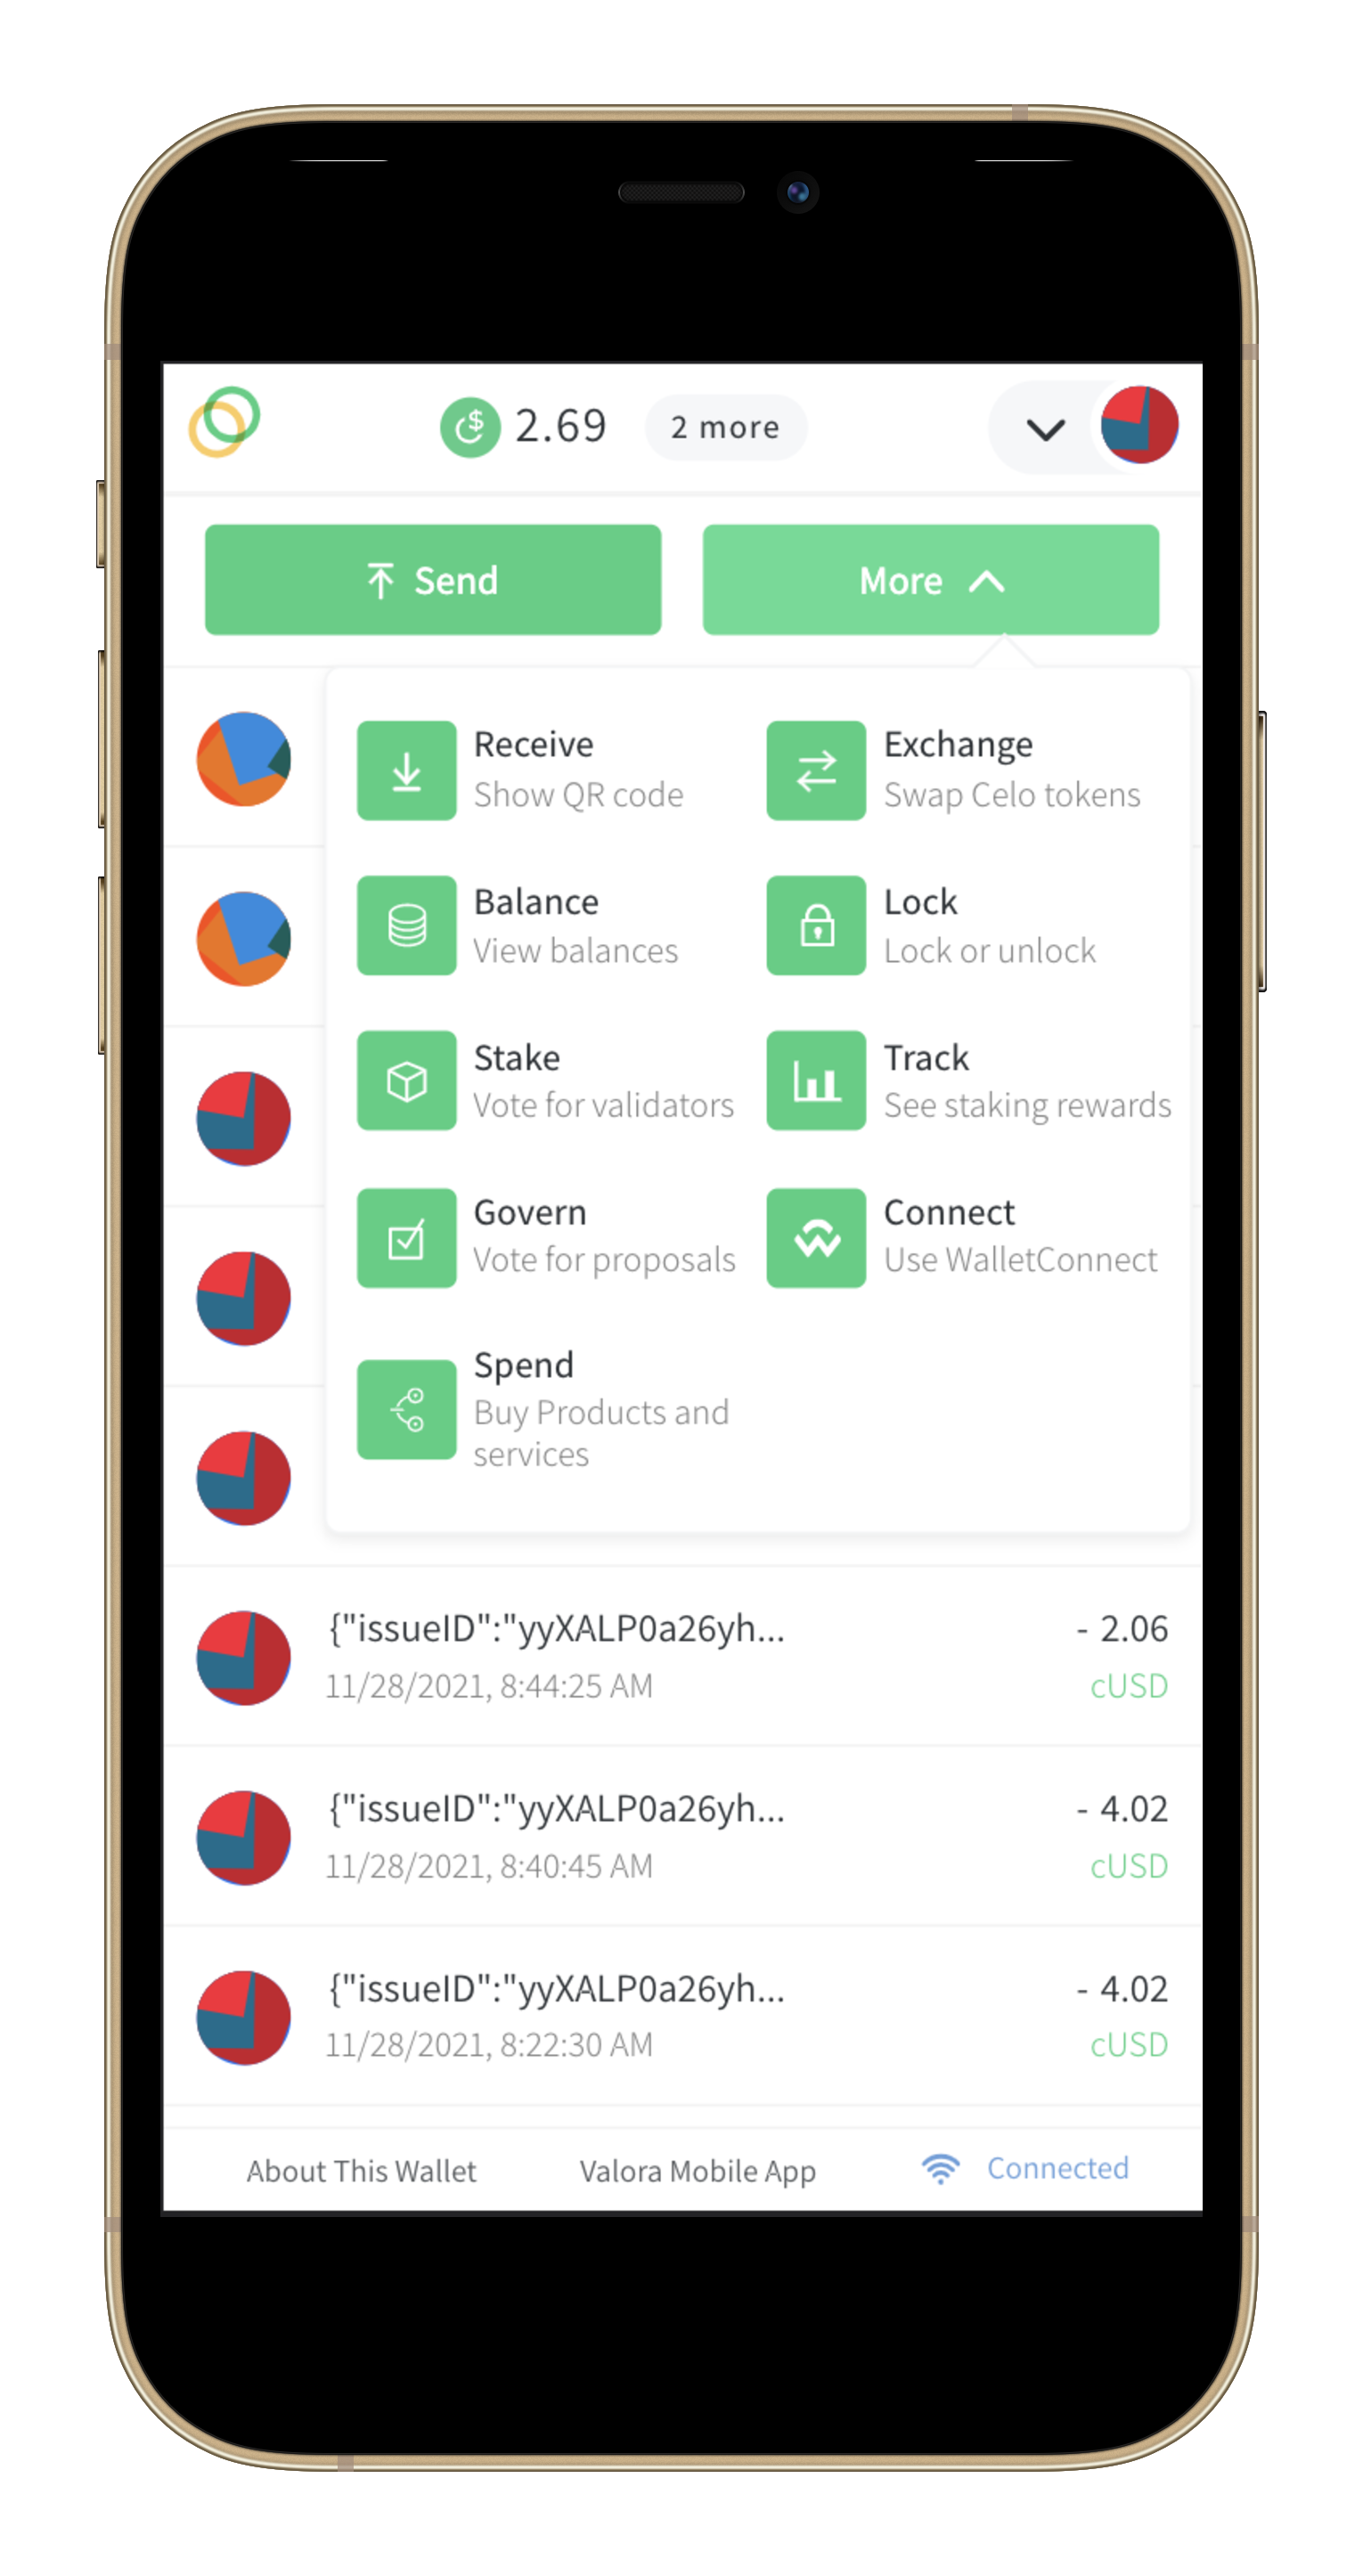 2.69 2 more
Send
More
Receive
Show QR code
Exchange
Swap Celo tokens
Balance
View balances
Lock
Lock or unlock
Stake
Vote for validators
Track
See staking rewards
Govern
Vote for proposals
Connect
Use WalletConnect
Spend
Buy Products and
services
{"issueID":"yyXALP0a26yh... - 2.06
11/28/2021, 8:44:25 AM cUSD
{"issueID":"yyXALP0a26yh... - 4.02
11/28/2021, 8:40:45 AM cUSD
{"issueID":"yyXALP0a26yh... - 4.02
11/28/2021, 8:22:30 AM cUSD
About This Wallet Valora Mobile App Connected